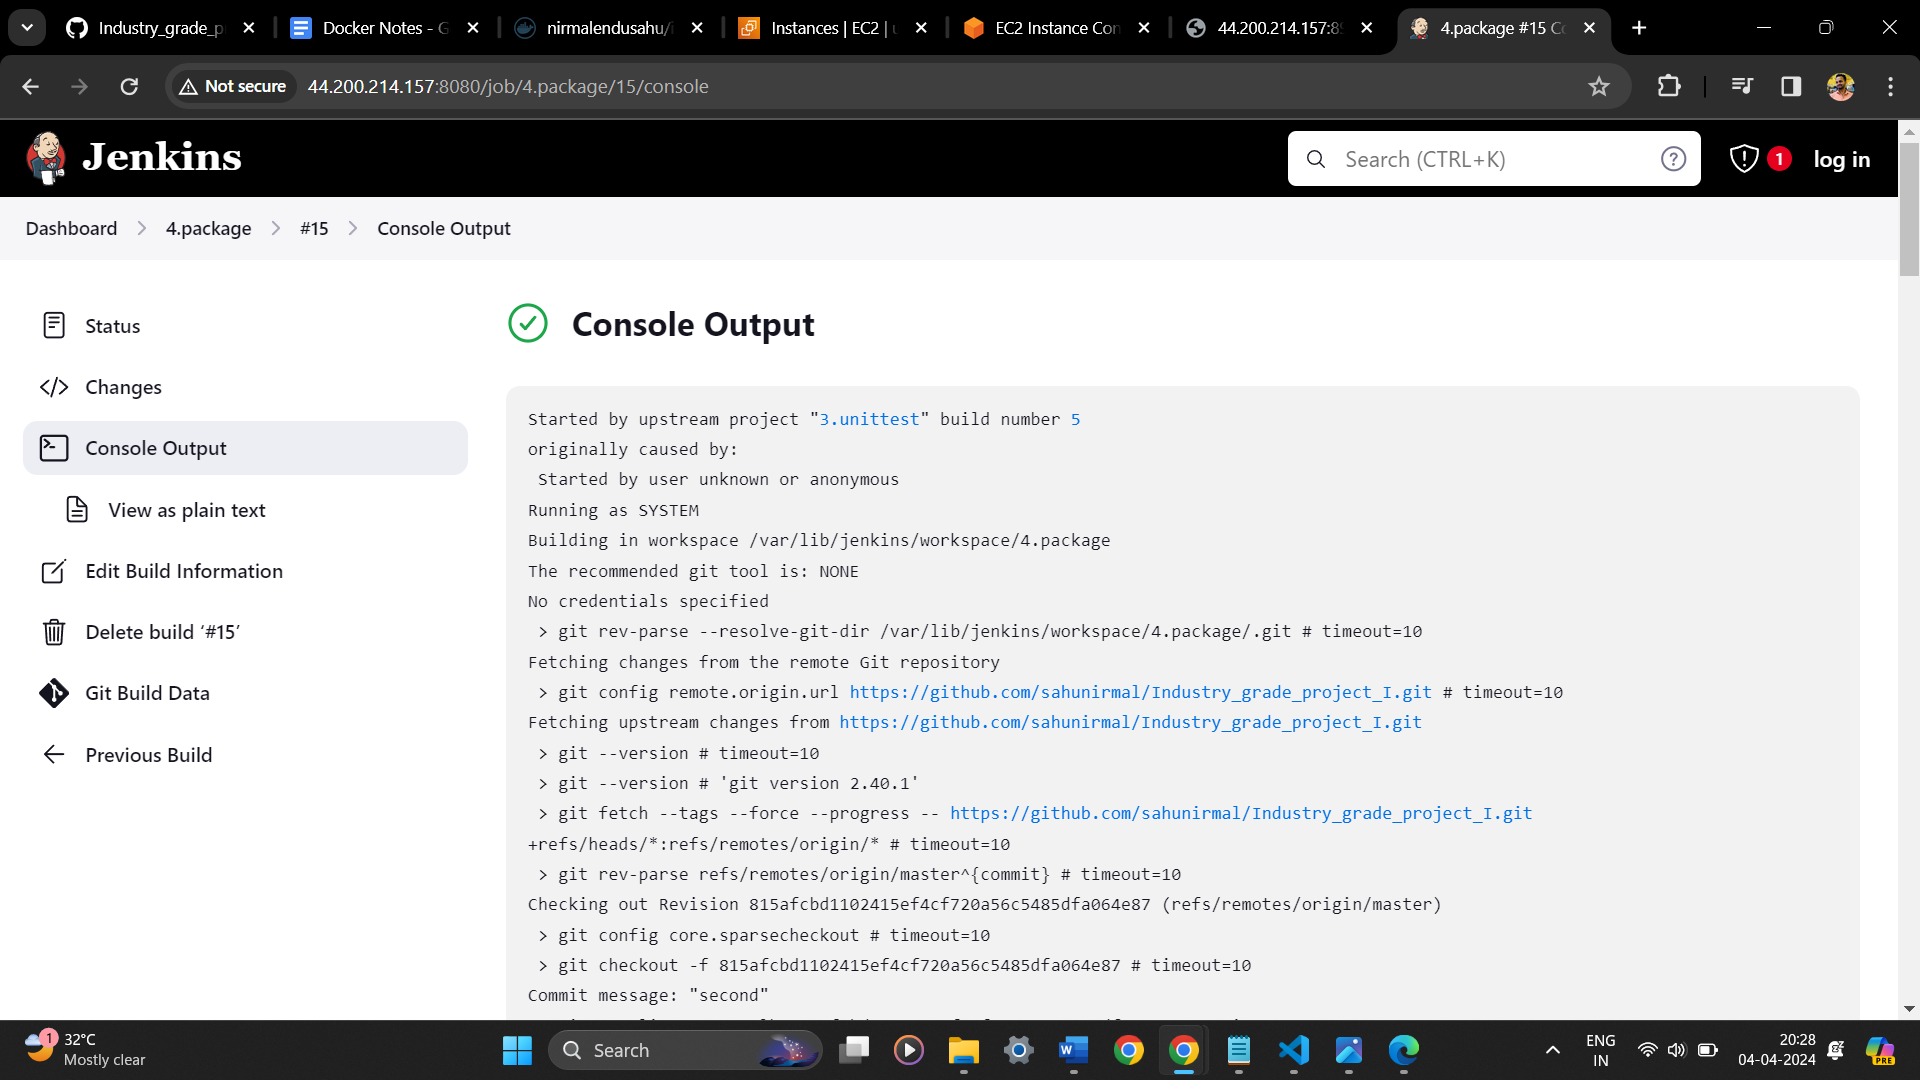 Industry_grade_p
Docker Notes - G
nirmalendusahu/i
Instances | EC2 | u
EC2 Instance Con
44.200.214.157:8
4.package #15 Co
Not secure
44.200.214.157:8080/job/4.package/15/console
Jenkins
Search (CTRL+K)
1
log in
Dashboard
4.package
#15
Console Output
Status
Changes
Console Output
View as plain text
Edit Build Information
Delete build ‘#15’
Git Build Data
Previous Build
Console Output
Started by upstream project "3.unittest" build number 5
originally caused by:
Started by user unknown or anonymous
Running as SYSTEM
Building in workspace /var/lib/jenkins/workspace/4.package
The recommended git tool is: NONE
No credentials specified
> git rev-parse --resolve-git-dir /var/lib/jenkins/workspace/4.package/.git # timeout=10
Fetching changes from the remote Git repository
> git config remote.origin.url https://github.com/sahunirmal/Industry_grade_project_I.git # timeout=10
Fetching upstream changes from https://github.com/sahunirmal/Industry_grade_project_I.git
> git --version # timeout=10
> git --version # 'git version 2.40.1'
> git fetch --tags --force --progress -- https://github.com/sahunirmal/Industry_grade_project_I.git
+refs/heads/*:refs/remotes/origin/* # timeout=10
> git rev-parse refs/remotes/origin/master^{commit} # timeout=10
Checking out Revision 815afcbd1102415ef4cf720a56c5485dfa064e87 (refs/remotes/origin/master)
> git config core.sparsecheckout # timeout=10
> git checkout -f 815afcbd1102415ef4cf720a56c5485dfa064e87 # timeout=10
Commit message: "second"
1
32°C
Mostly clear
Search
ENG
IN
20:28
04-04-2024
PRE